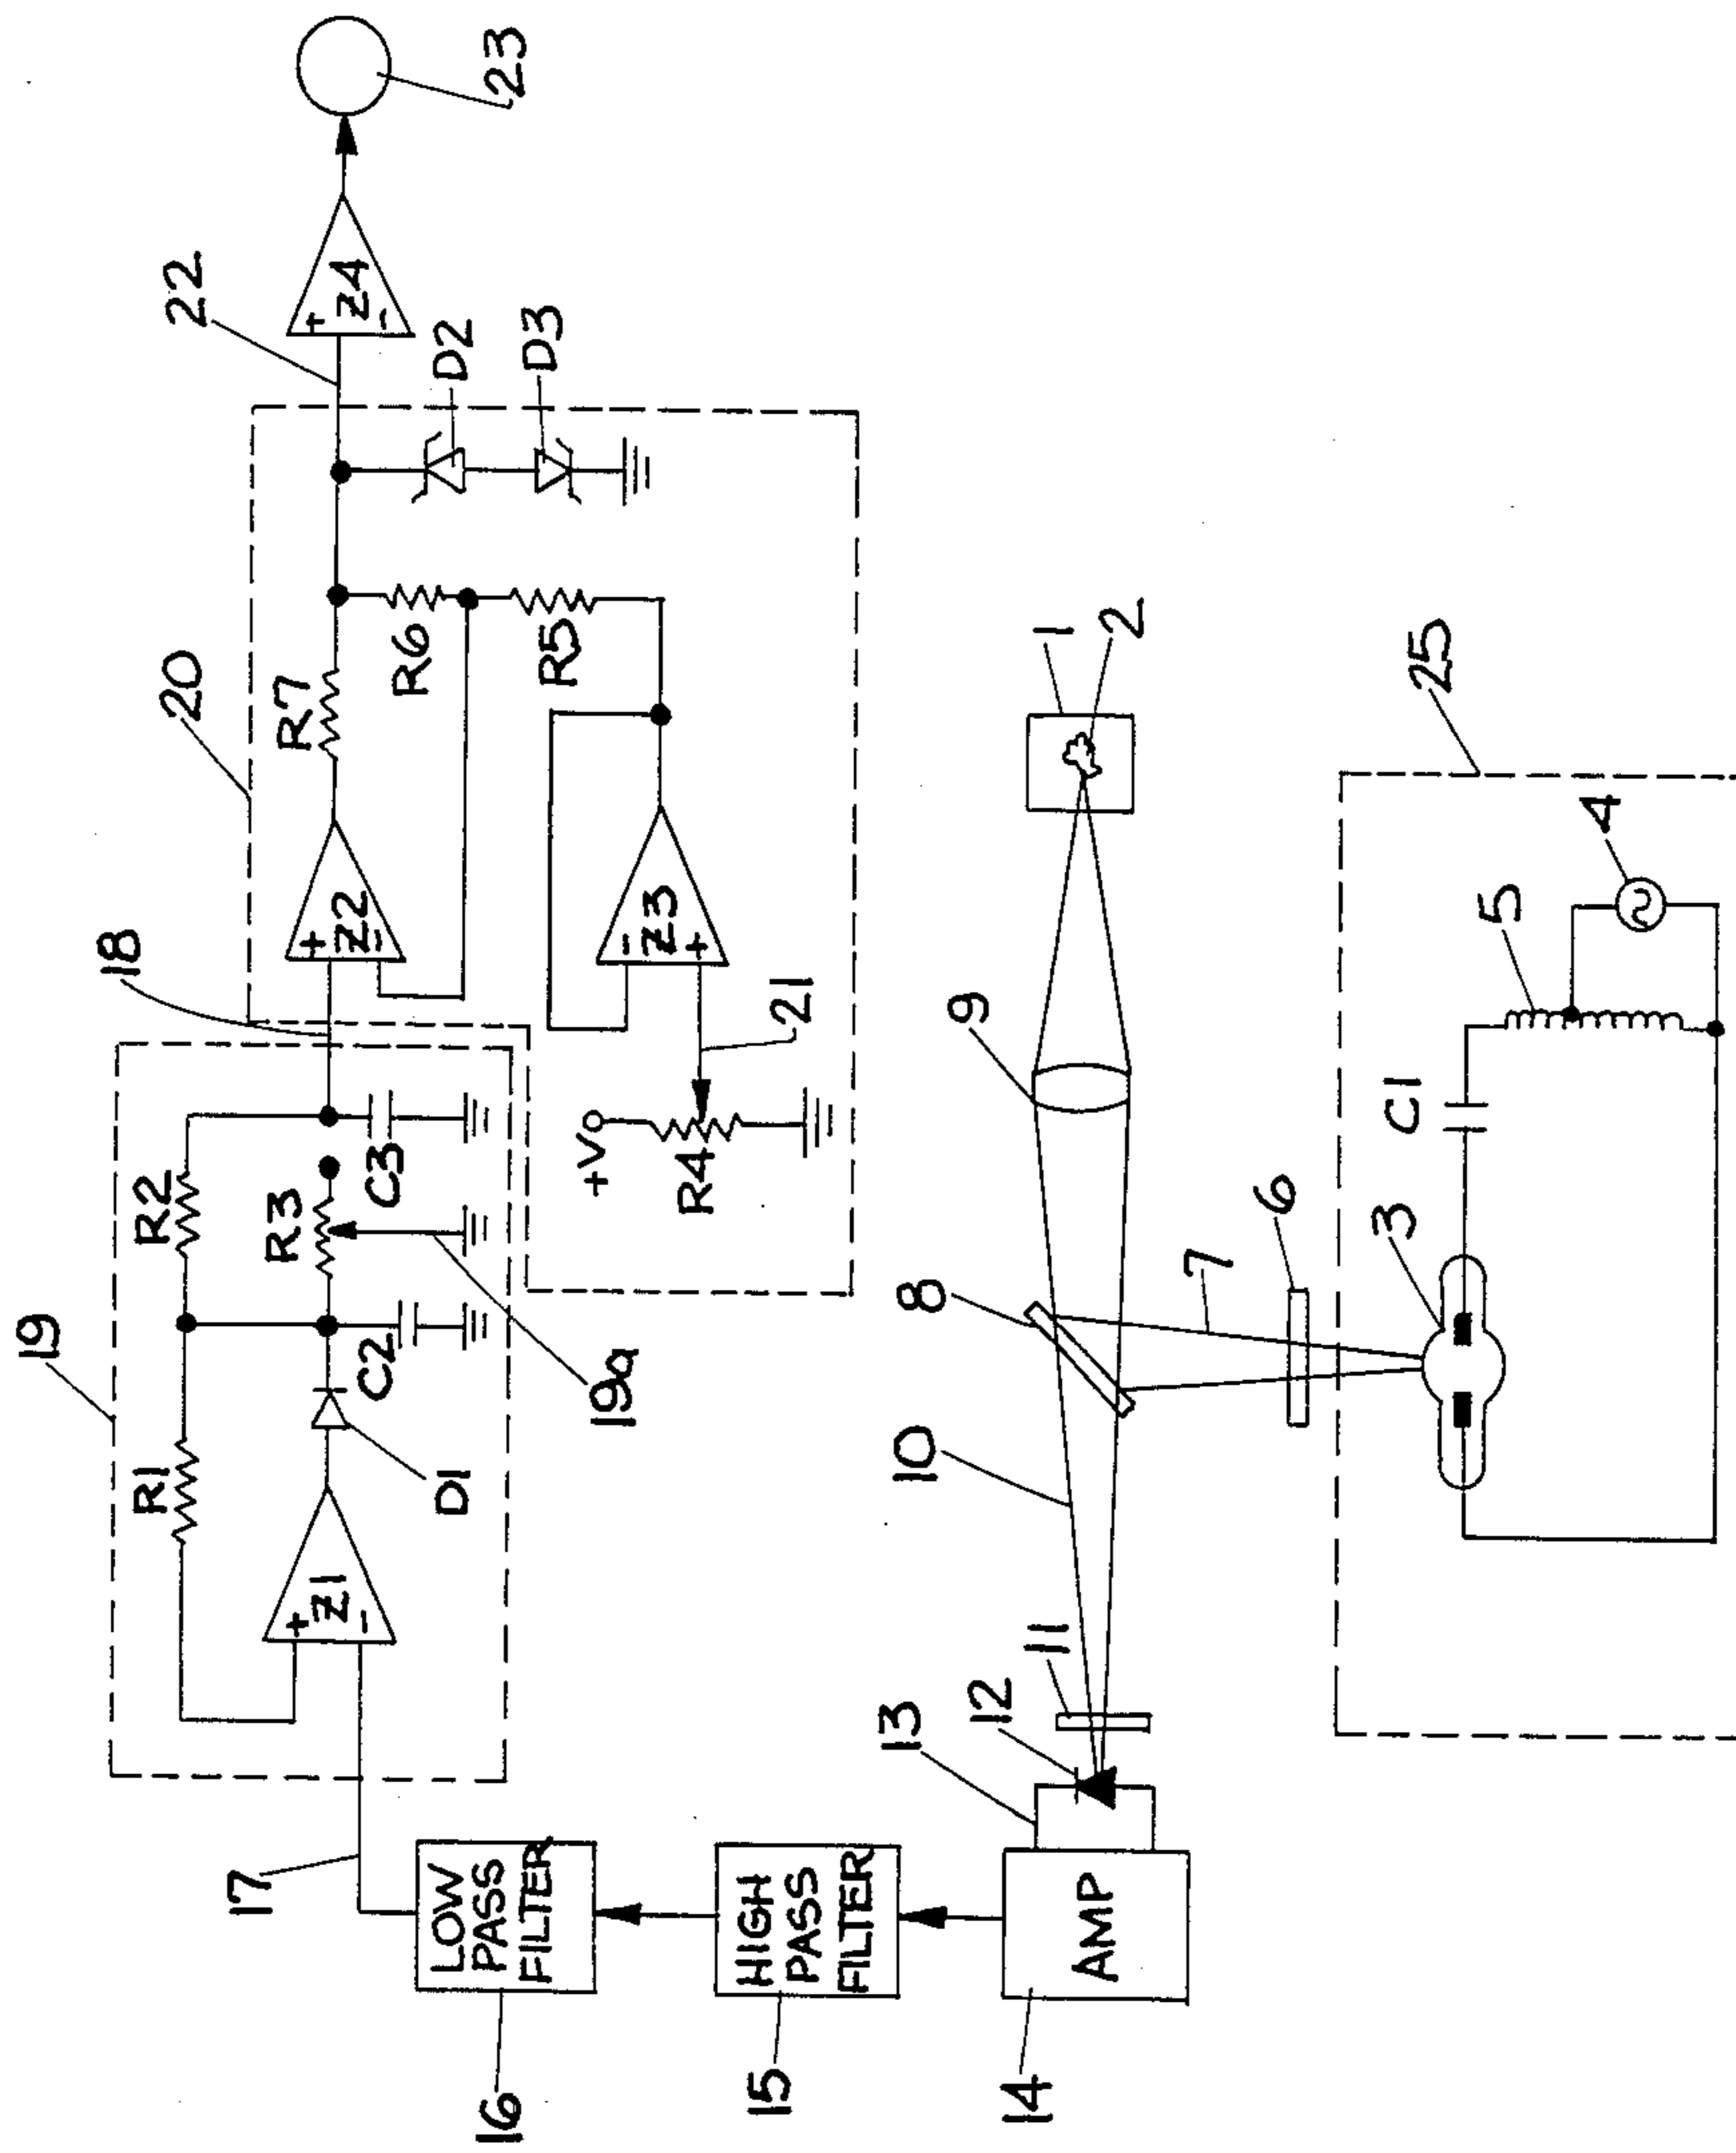 23
22
Z4
+
-
D2
D3
20
R7
R6
R5
18
+
Z2
-
-
Z3
+
21
+V
R4
19
R2
R3
C3
R1
C2
19a
D1
+
Z1
-
17
LOW
PASS
FILTER
16
HIGH
PASS
FILTER
15
AMP
14
13
12
11
10
9
8
7
6
1
2
25
4
5
C1
3